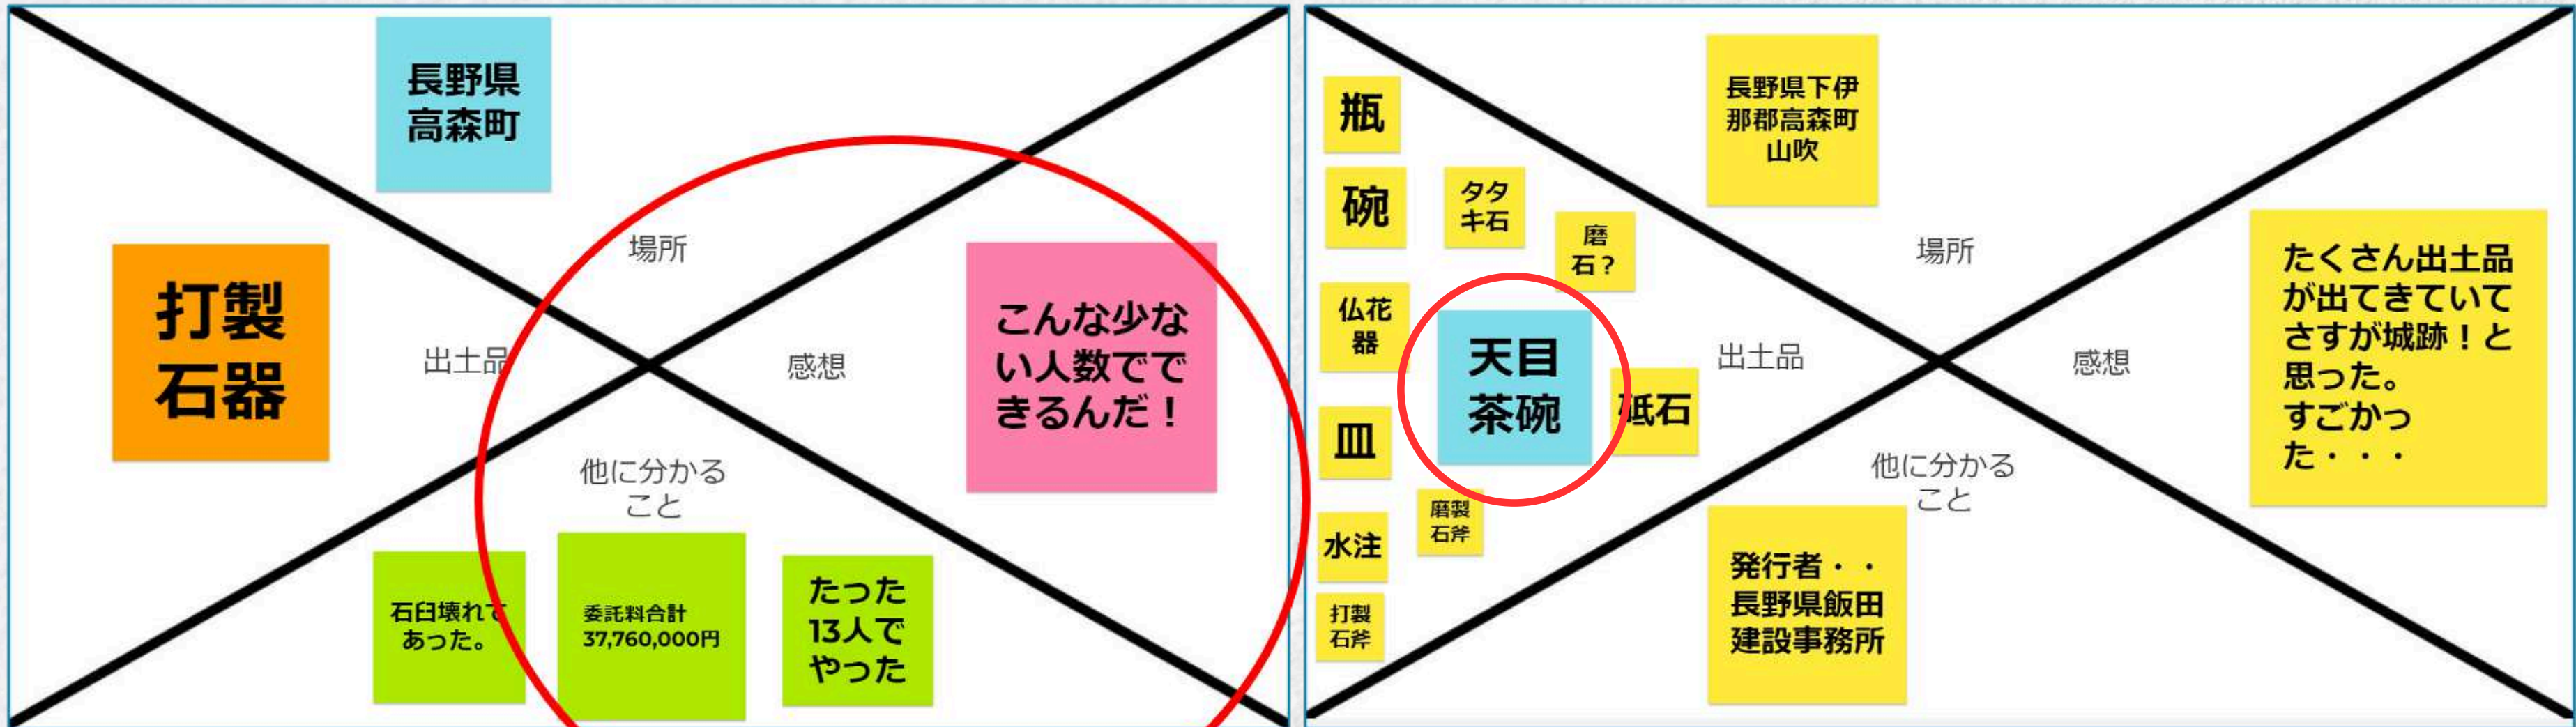 長野県
高森町
場所
打製
石器
出土品
感想
こんな少な
い人数でで
きるんだ！
他に分かる
こと
石臼壊れて
あった。
委託料合計
37,760,000円
たった
13人で
やった
瓶
碗
タタ
キ石
磨
石？
仏花
器
天目
茶碗
砥石
皿
磨製
石斧
水注
打製
石斧
長野県下伊
那郡高森町
山吹
場所
出土品
感想
たくさん出土品
が出てきていて
さすが城跡！と
思った。
すごかっ
た・・・
他に分かる
こと
発行者・・
長野県飯田
建設事務所